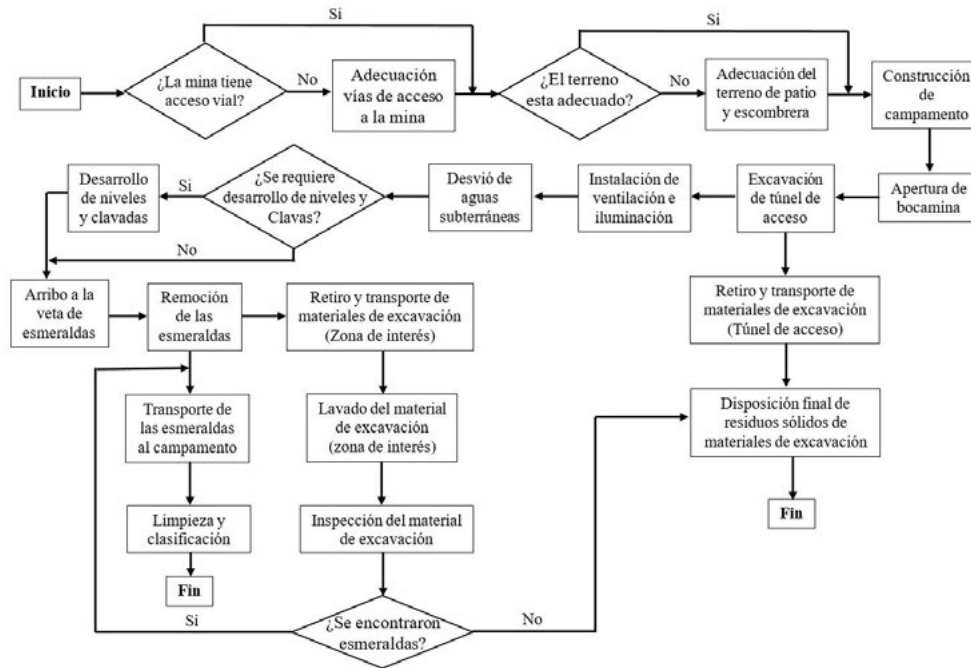 Si
Si
Inicio
¿La mina tiene
acceso vial?
No
Adecuación
vías de acceso
a la mina
¿El terreno
esta adecuado?
No
Adecuación del
terreno de patio
y escombrera
Construcción
de
campamento
Desarrollo
de niveles
y clavadas
Si
¿Se requiere
desarrollo de niveles y
Clavas?
No
Desvió de
aguas
subterráneas
Instalación de
ventilación e
iluminación
Excavación
de túnel de
acceso
Apertura de
bocamina
Arribo a la
veta de
esmeraldas
Remoción
de las
esmeraldas
Retiro y transporte de
materiales de excavación
(Zona de interés)
Retiro y transporte de
materiales de excavación
(Túnel de acceso)
Transporte de
las esmeraldas
al campamento
Lavado del material
de excavación
(zona de interés)
Disposición final de
residuos sólidos de
materiales de excavación
Limpieza y
clasificación
Inspección del material
de excavación
Fin
Fin
Si
¿Se encontraron
esmeraldas?
No